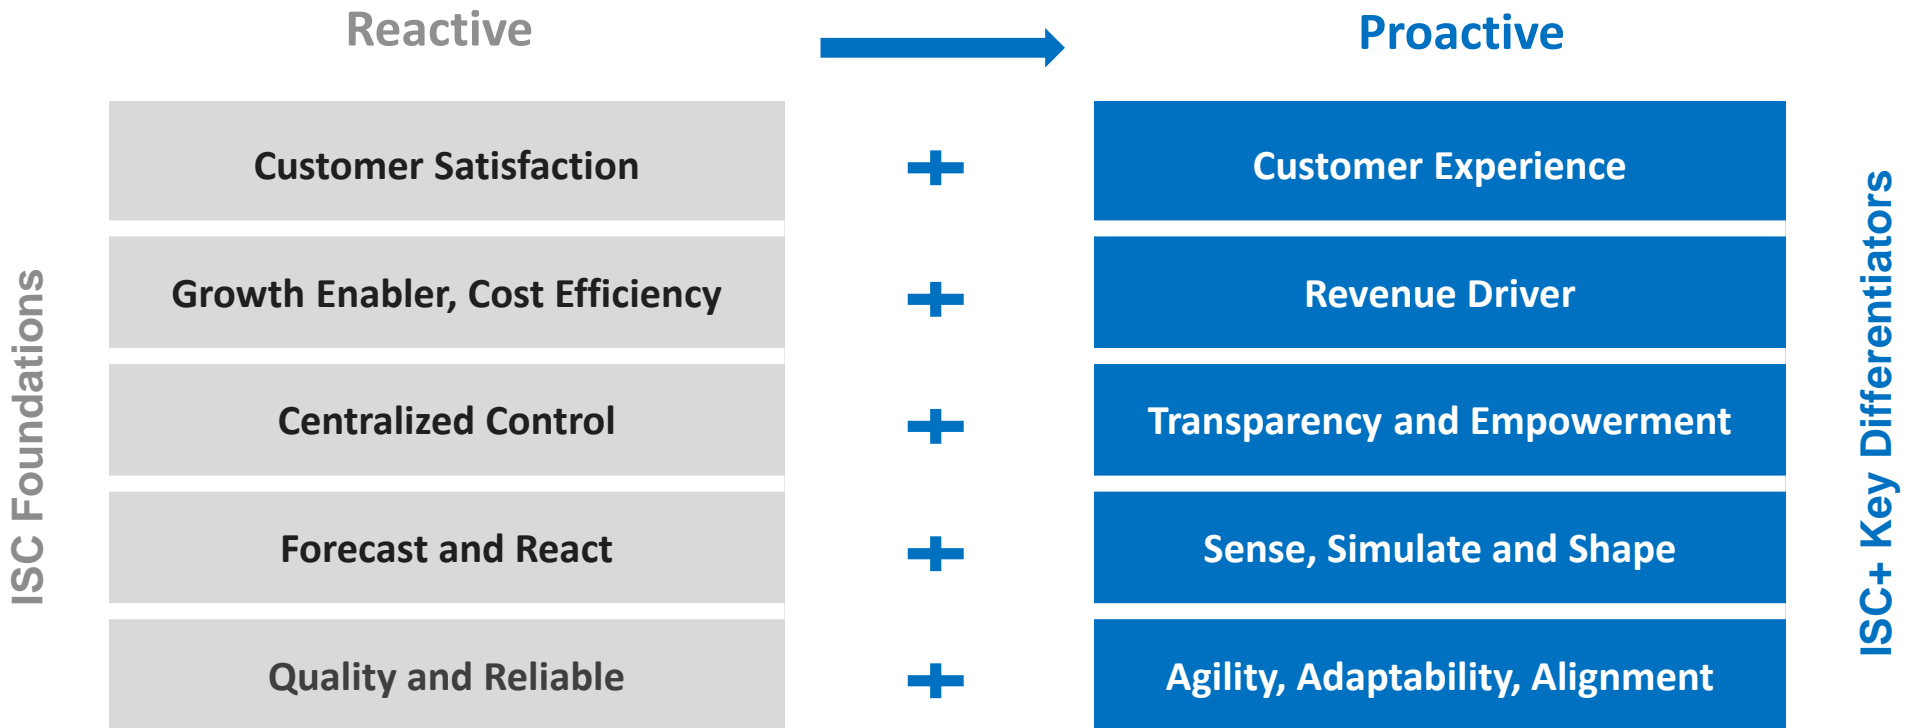 Reactive
Proactive
ISC Foundations
Customer Satisfaction
+
Customer Experience
Growth Enabler, Cost Efficiency
+
Revenue Driver
Centralized Control
+
Transparency and Empowerment
Forecast and React
+
Sense, Simulate and Shape
Quality and Reliable
+
Agility, Adaptability, Alignment
ISC+ Key Differentiators